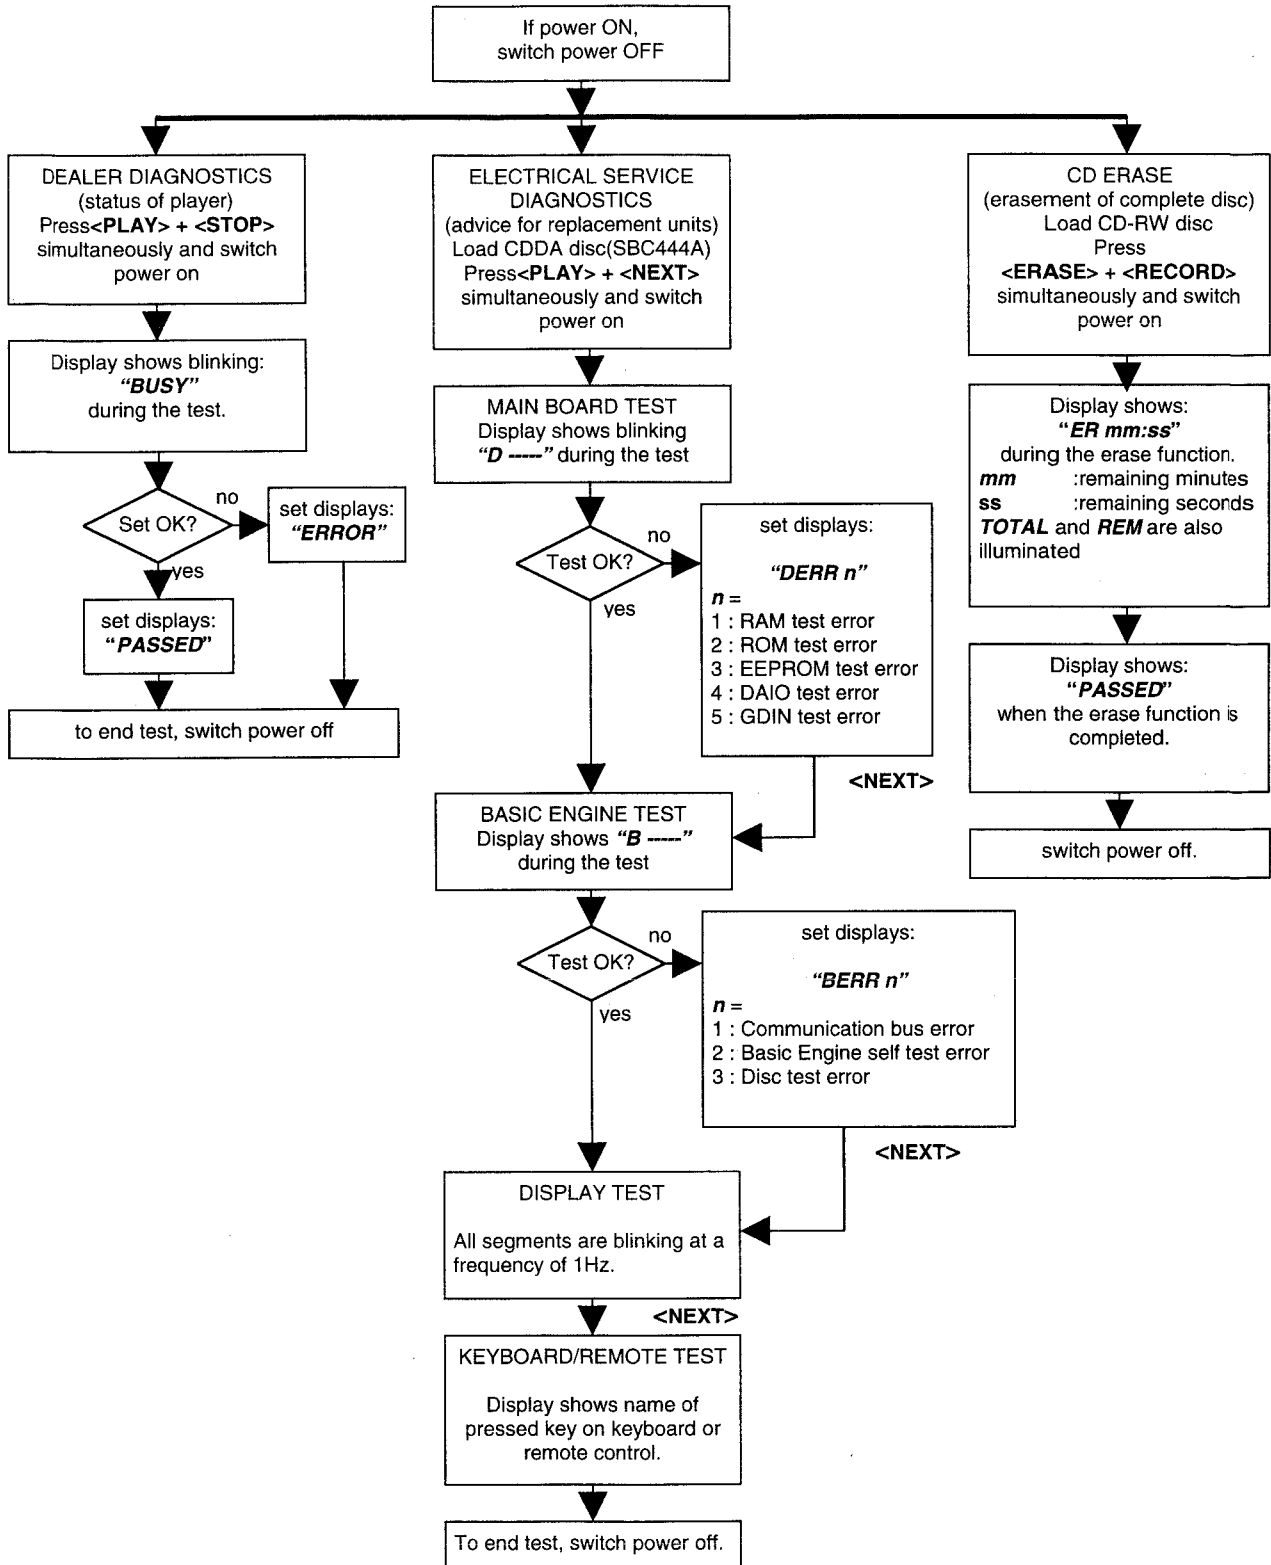 If power ON,
switch power OFF
DEALER DIAGNOSTICS
(status of player)
Press<PLAY> + <STOP>
simultaneously and switch
power on
Display shows blinking:
"BUSY"
during the test.
Set OK?
no
yes
set displays:
"ERROR"
set displays:
"PASSED"
to end test, switch power off
ELECTRICAL SERVICE
DIAGNOSTICS
(advice for replacement units)
Load CDDA disc(SBC444A)
Press<PLAY> + <NEXT>
simultaneously and switch
power on
MAIN BOARD TEST
Display shows blinking
"D -----" during the test
Test OK?
no
yes
set displays:
"DERR n"
n =
1 : RAM test error
2 : ROM test error
3 : EEPROM test error
4 : DAIO test error
5 : GDIN test error
<NEXT>
BASIC ENGINE TEST
Display shows "B -----"
during the test
Test OK?
no
yes
set displays:
"BERR n"
n =
1 : Communication bus error
2 : Basic Engine self test error
3 : Disc test error
<NEXT>
DISPLAY TEST
All segments are blinking at a
frequency of 1Hz.
<NEXT>
KEYBOARD/REMOTE TEST
Display shows name of
pressed key on keyboard or
remote control.
To end test, switch power off.
CD ERASE
(erasement of complete disc)
Load CD-RW disc
Press
<ERASE> + <RECORD>
simultaneously and switch
power on
Display shows:
"ER mm:ss"
during the erase function.
mm :remaining minutes
ss :remaining seconds
TOTAL and REM are also
illuminated
Display shows:
"PASSED"
when the erase function is
completed.
switch power off.